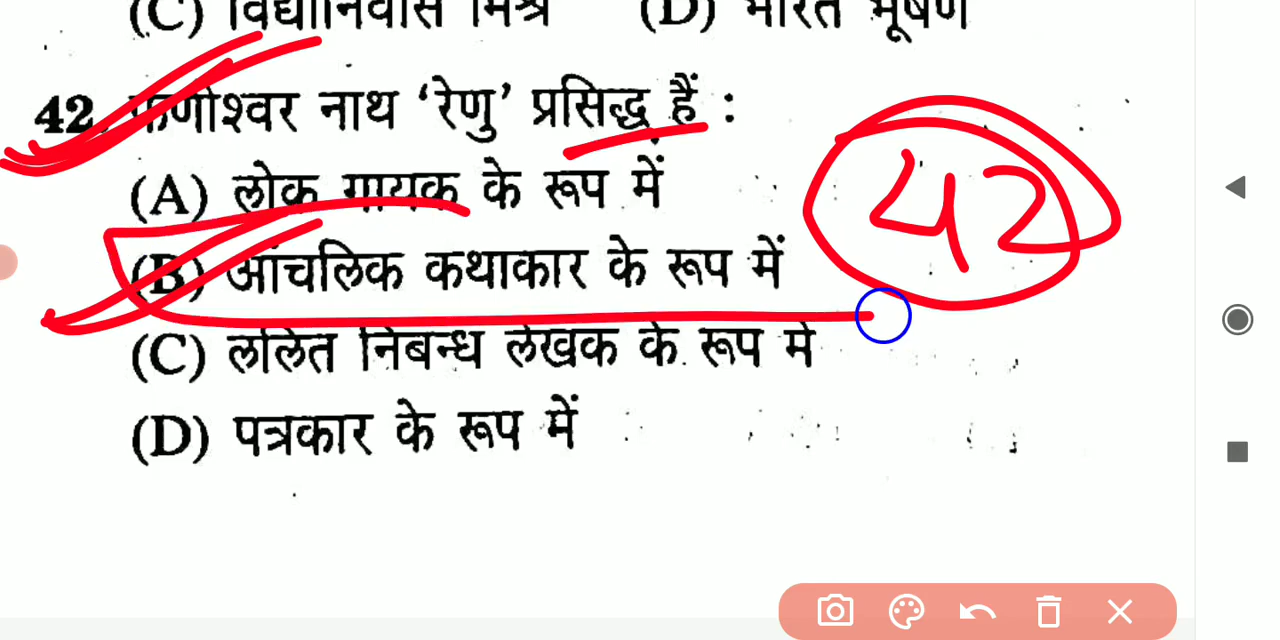 (C) विद्यानिवास मिश्र (D) भारत भूषण
42. फणीश्वर नाथ ‘रेणु’ प्रसिद्ध हैं :
(A) लोक गायक के रूप में
42
(B) आंचलिक कथाकार के रूप में
(C) ललित निबन्ध लेखक के रूप में
(D) पत्रकार के रूप में